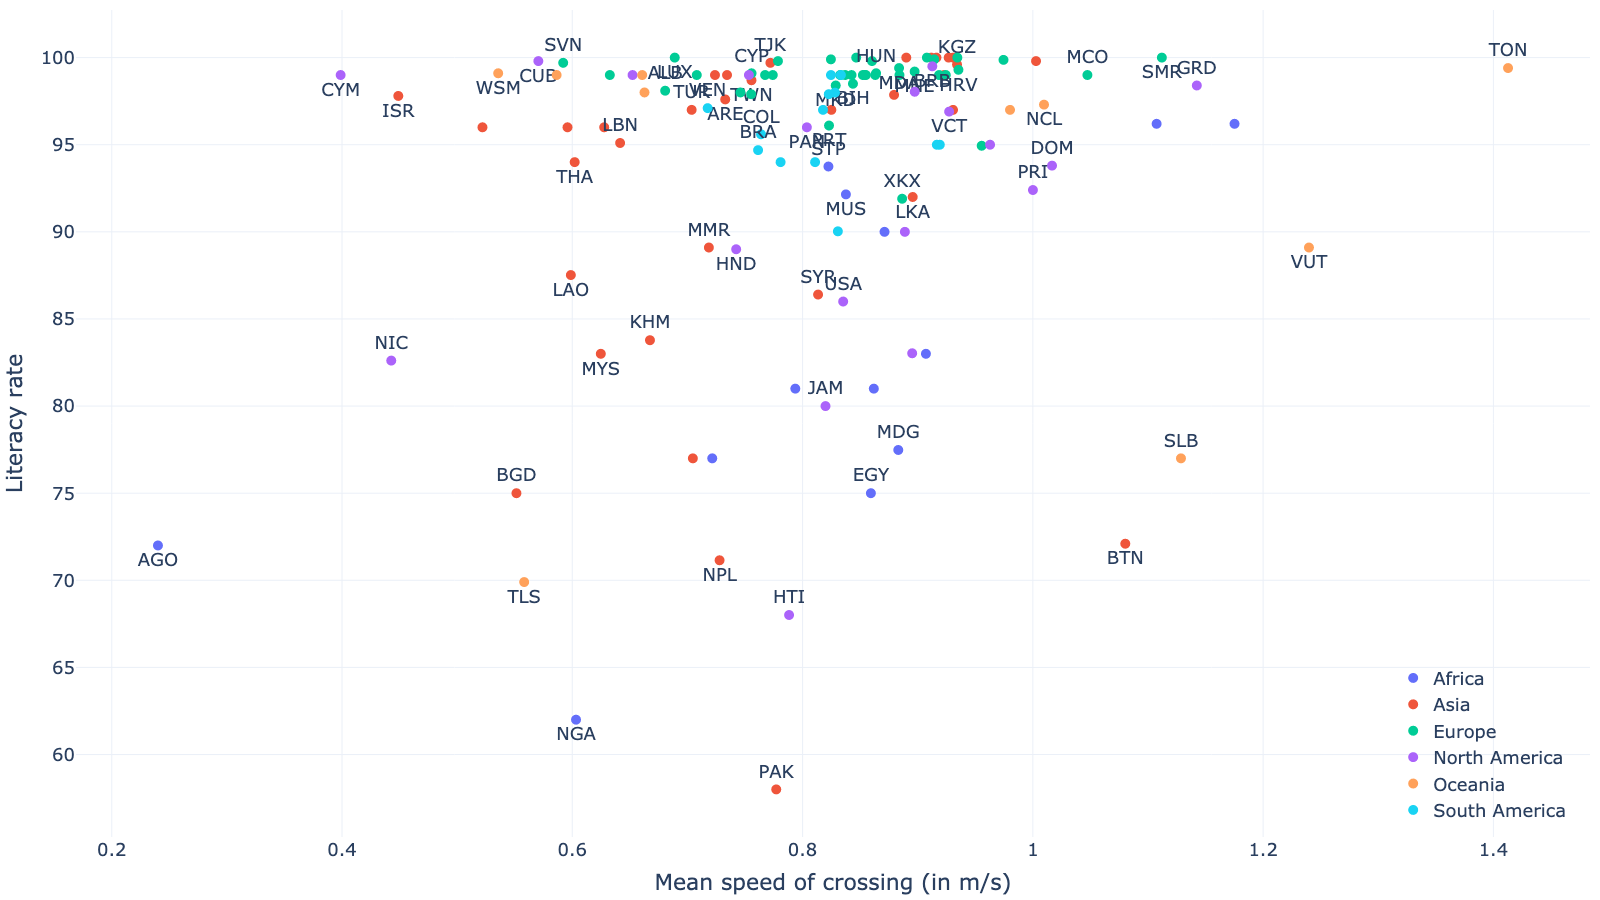 TON
SVN
TJK
KGZ
HUN
CYP
MCO
100
GRD
SMR
CUB
ALB
LUX
WSM
CYM
VEN
TUR
TWN
BRB
HRV
MKD
BIH
ISR
ARE
COL
NCL
LBN
BRA
VCT
95
PAN
PRT
STP
DOM
THA
PRI
XKX
MUS
LKA
90
MMR
HND
VUT
LAO
SYR
USA
85
KHM
NIC
MYS
80
JAM
MDG
SLB
BGD
EGY
75
AGO
BTN
NPL
70
TLS
HTI
65
NGA
60
PAK
Literacy rate
Africa
Asia
Europe
North America
Oceania
South America
0.2
0.4
0.6
0.8
1
1.2
1.4
Mean speed of crossing (in m/s)